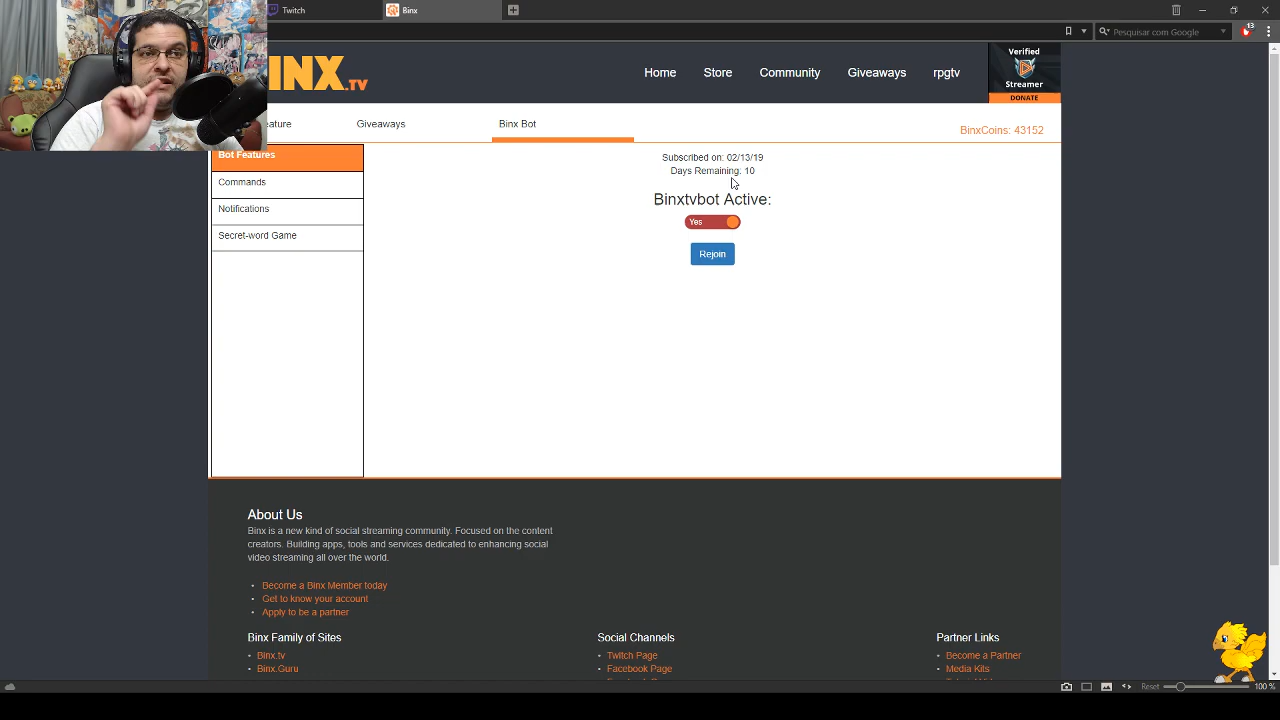 Twitch
Binx
Pesquisar com Google
13
INX.TV
Home
Store
Community
Giveaways
rpgtv
Verified
Streamer
DONATE
eature
Giveaways
Binx Bot
BinxCoins: 43152
Bot Features
Commands
Notifications
Secret-word Game
Subscribed on: 02/13/19
Days Remaining: 10
Binxtvbot Active:
Yes
Rejoin
About Us
Binx is a new kind of social streaming community. Focused on the content
creators. Building apps, tools and services dedicated to enhancing social
video streaming all over the world.
Become a Binx Member today
Get to know your account
Apply to be a partner
Binx Family of Sites
Binx.tv
Binx.Guru
Social Channels
Twitch Page
Facebook Page
Partner Links
Become a Partner
Media Kits
Reset
100 %